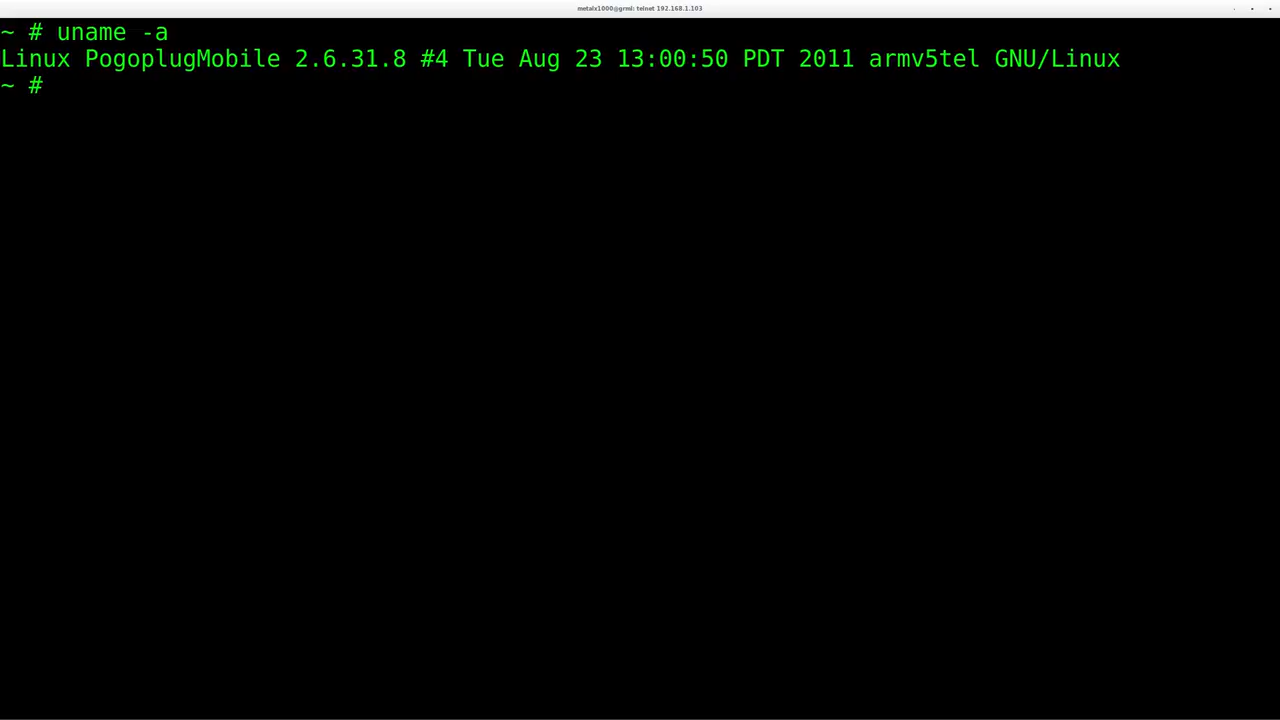 metalx1000@grml: telnet 192.168.1.103
~ # uname -a
Linux PogoplugMobile 2.6.31.8 #4 Tue Aug 23 13:00:50 PDT 2011 armv5tel GNU/Linux
~ #